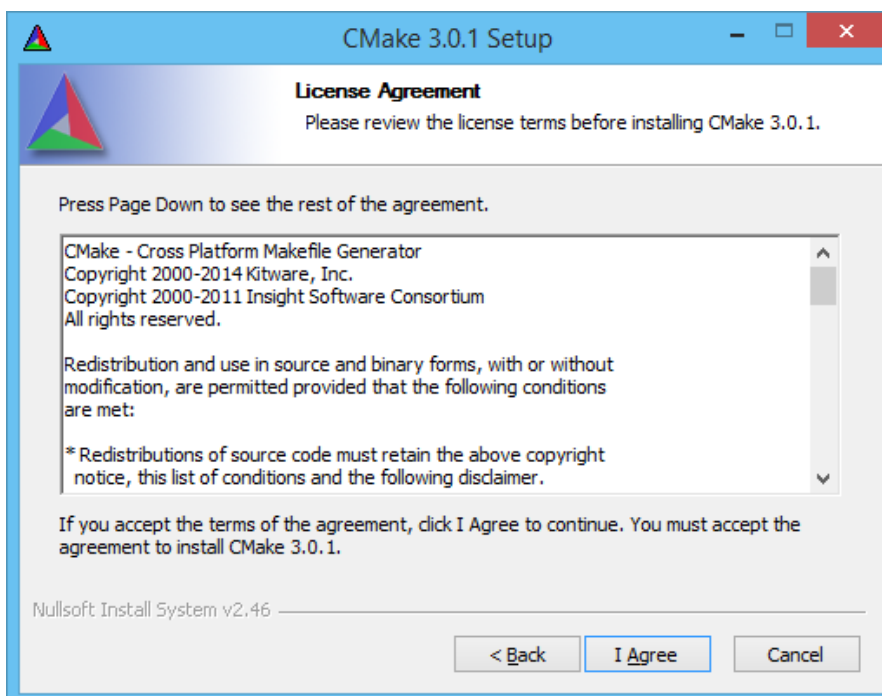 CMake 3.0.1 Setup
License Agreement
Please review the license terms before installing CMake 3.0.1.
Press Page Down to see the rest of the agreement.
CMake - Cross Platform Makefile Generator
Copyright 2000-2014 Kitware, Inc.
Copyright 2000-2011 Insight Software Consortium
All rights reserved.
Redistribution and use in source and binary forms, with or without
modification, are permitted provided that the following conditions
are met:
* Redistributions of source code must retain the above copyright
notice, this list of conditions and the following disclaimer.
If you accept the terms of the agreement, click I Agree to continue. You must accept the
agreement to install CMake 3.0.1.
Nullsoft Install System v2.46
< Back I Agree Cancel